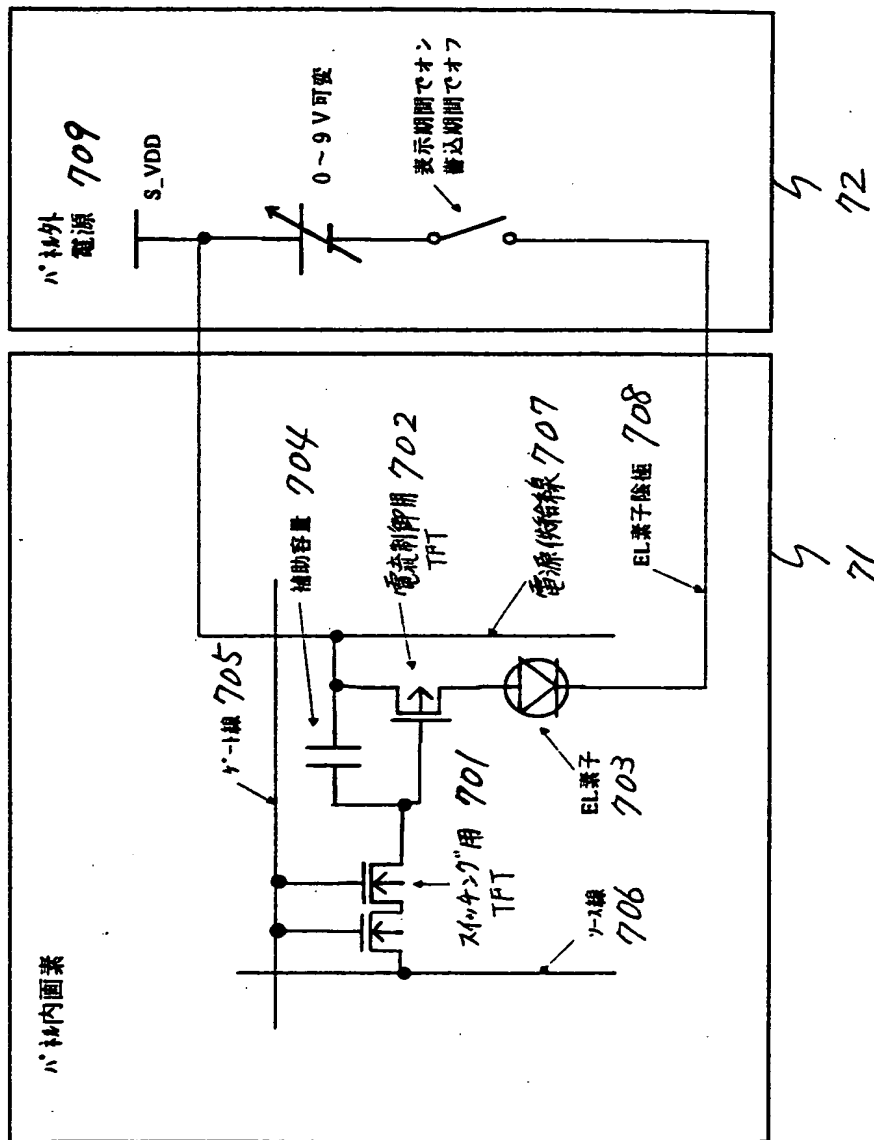 パネル内画素
ゲート線 705
補助容量 704
電流制御用 702
TFT
電源供給線 707
スイッチング用 701
TFT
ソース線
706
EL素子
703
EL素子陰極 708
71
パネル外
電源 709
S_VDD
0~9V可変
表示期間でオン
書込期間でオフ
72